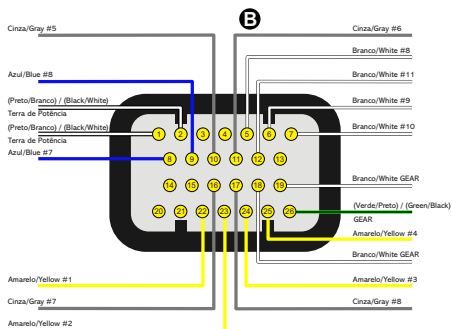 B
Cinza/Gray #5
Cinza/Gray #6
Branco/White #8
Azul/Blue #8
Branco/White #11
(Preto/Branco) / (Black/White)
Terra de Potência
Branco/White #9
(Preto/Branco) / (Black/White)
Terra de Potência
Branco/White #10
Azul/Blue #7
1 2 3 4 5 6 7
8 9 10 11 12 13
14 15 16 17 18 19
20 21 22 23 24 25 26
Branco/White GEAR
(Verde/Preto) / (Green/Black)
GEAR
Amarelo/Yellow #4
Branco/White GEAR
Amarelo/Yellow #1
Amarelo/Yellow #3
Cinza/Gray #7
Cinza/Gray #8
Amarelo/Yellow #2